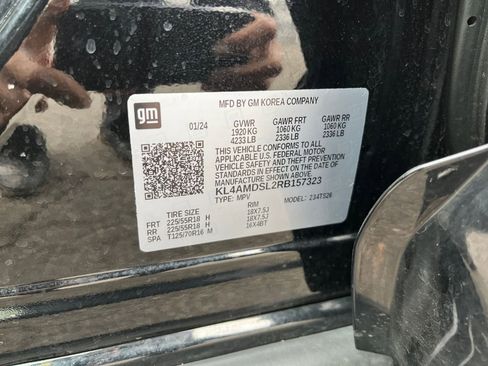 gm
MFD BY GM KOREA COMPANY
01/24 GVWR GAWR FRT GAWR RR
1920 KG 1060 KG 1060 KG
4233 LB 2336 LB 2336 LB
THIS VEHICLE CONFORMS TO ALL
APPLICABLE U.S. FEDERAL MOTOR
VEHICLE SAFETY AND THEFT
PREVENTION STANDARDS IN
EFFECT ON THE DATE OF
MANUFACTURE SHOWN ABOVE.
KL4AMDSL2RB157323
TYPE: MPV MODEL: 234TS26
TIRE SIZE RIM
FRT 225/55R18 H 18X7.5J
RR 225/55R18 H 18X7.5J
SPA T125/70R16 M 16X4BT